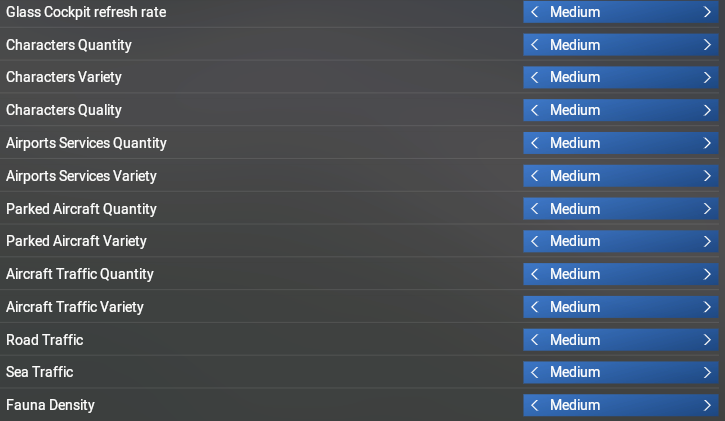 Glass Cockpit refresh rate Medium
Characters Quantity Medium
Characters Variety Medium
Characters Quality Medium
Airports Services Quantity Medium
Airports Services Variety Medium
Parked Aircraft Quantity Medium
Parked Aircraft Variety Medium
Aircraft Traffic Quantity Medium
Aircraft Traffic Variety Medium
Road Traffic Medium
Sea Traffic Medium
Fauna Density Medium